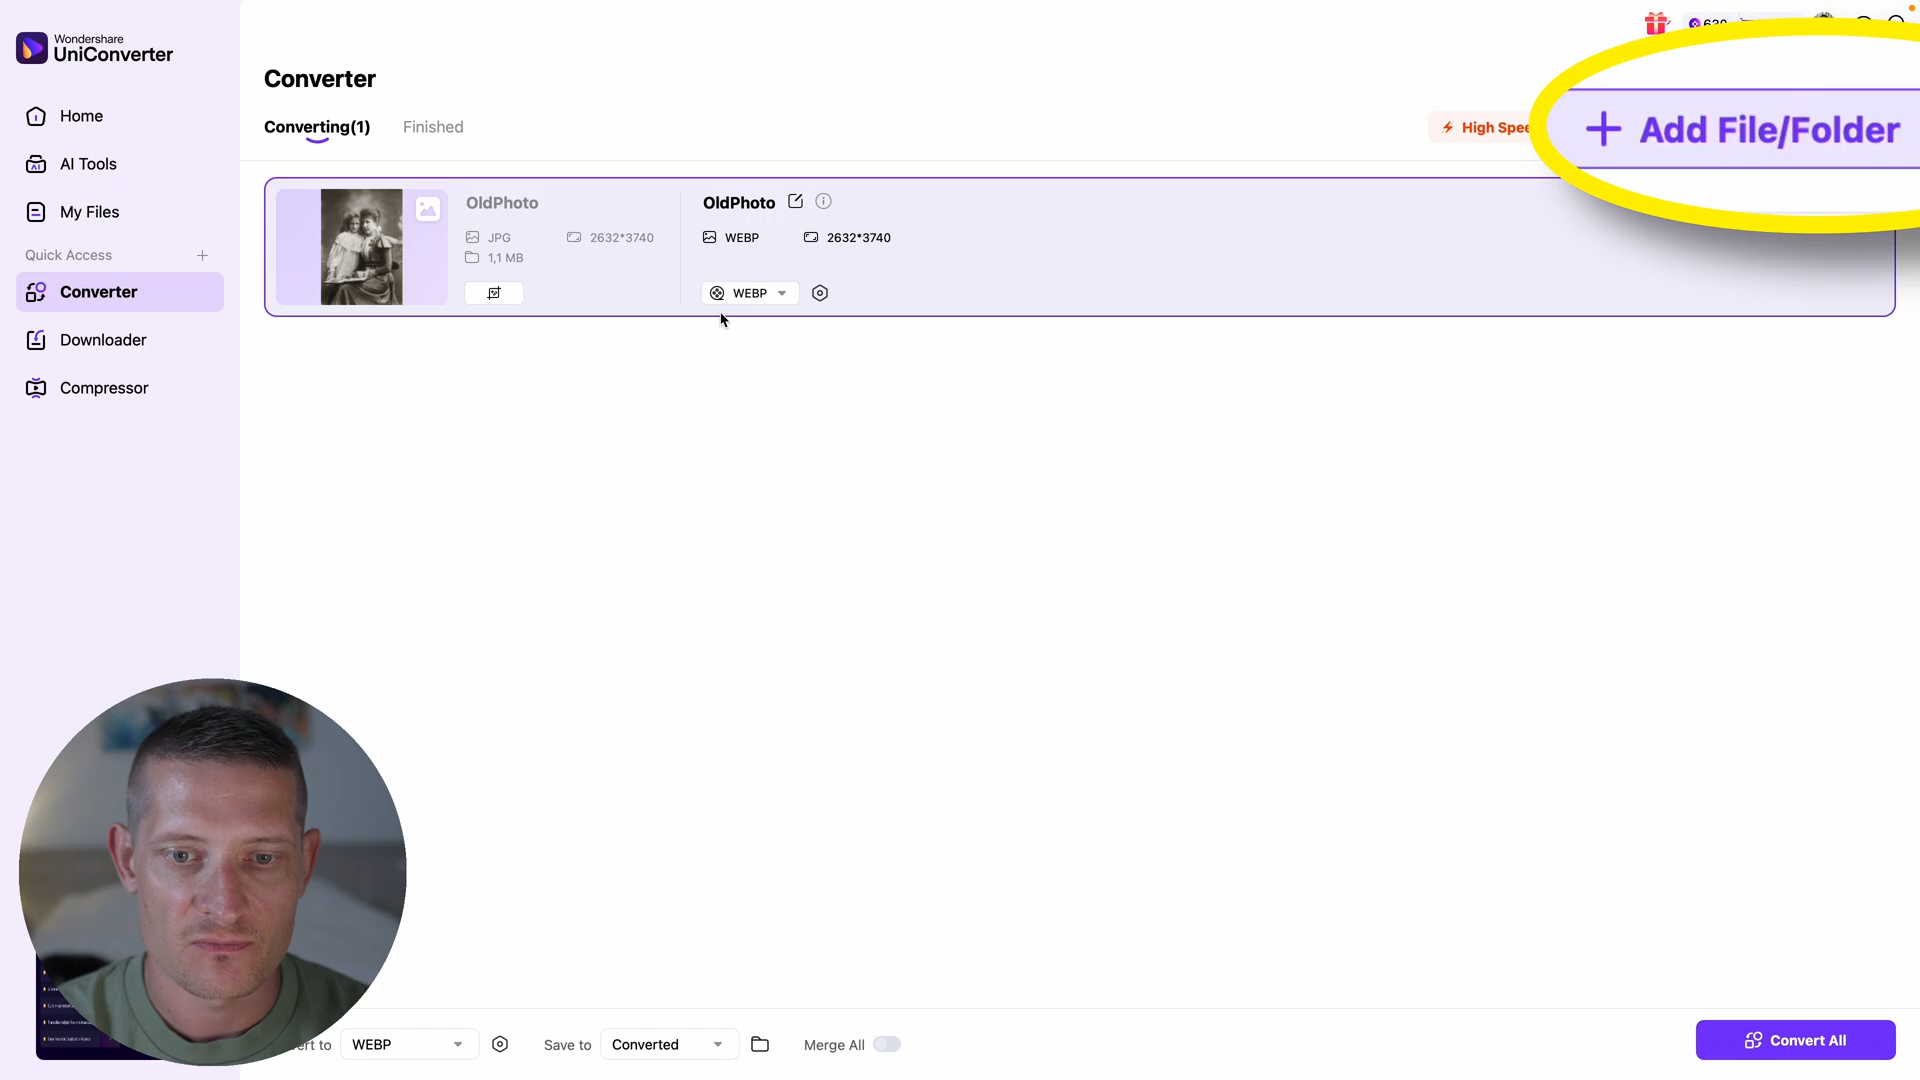 Wondershare
UniConverter
Home
AI Tools
My Files
Quick Access
Converter
Downloader
Compressor
Converter
Converting(1) Finished
High Spee
Add File/Folder
OldPhoto
JPG 2632*3740
1,1 MB
OldPhoto
WEBP 2632*3740
WEBP
ert to WEBP Save to Converted Merge All
Convert All